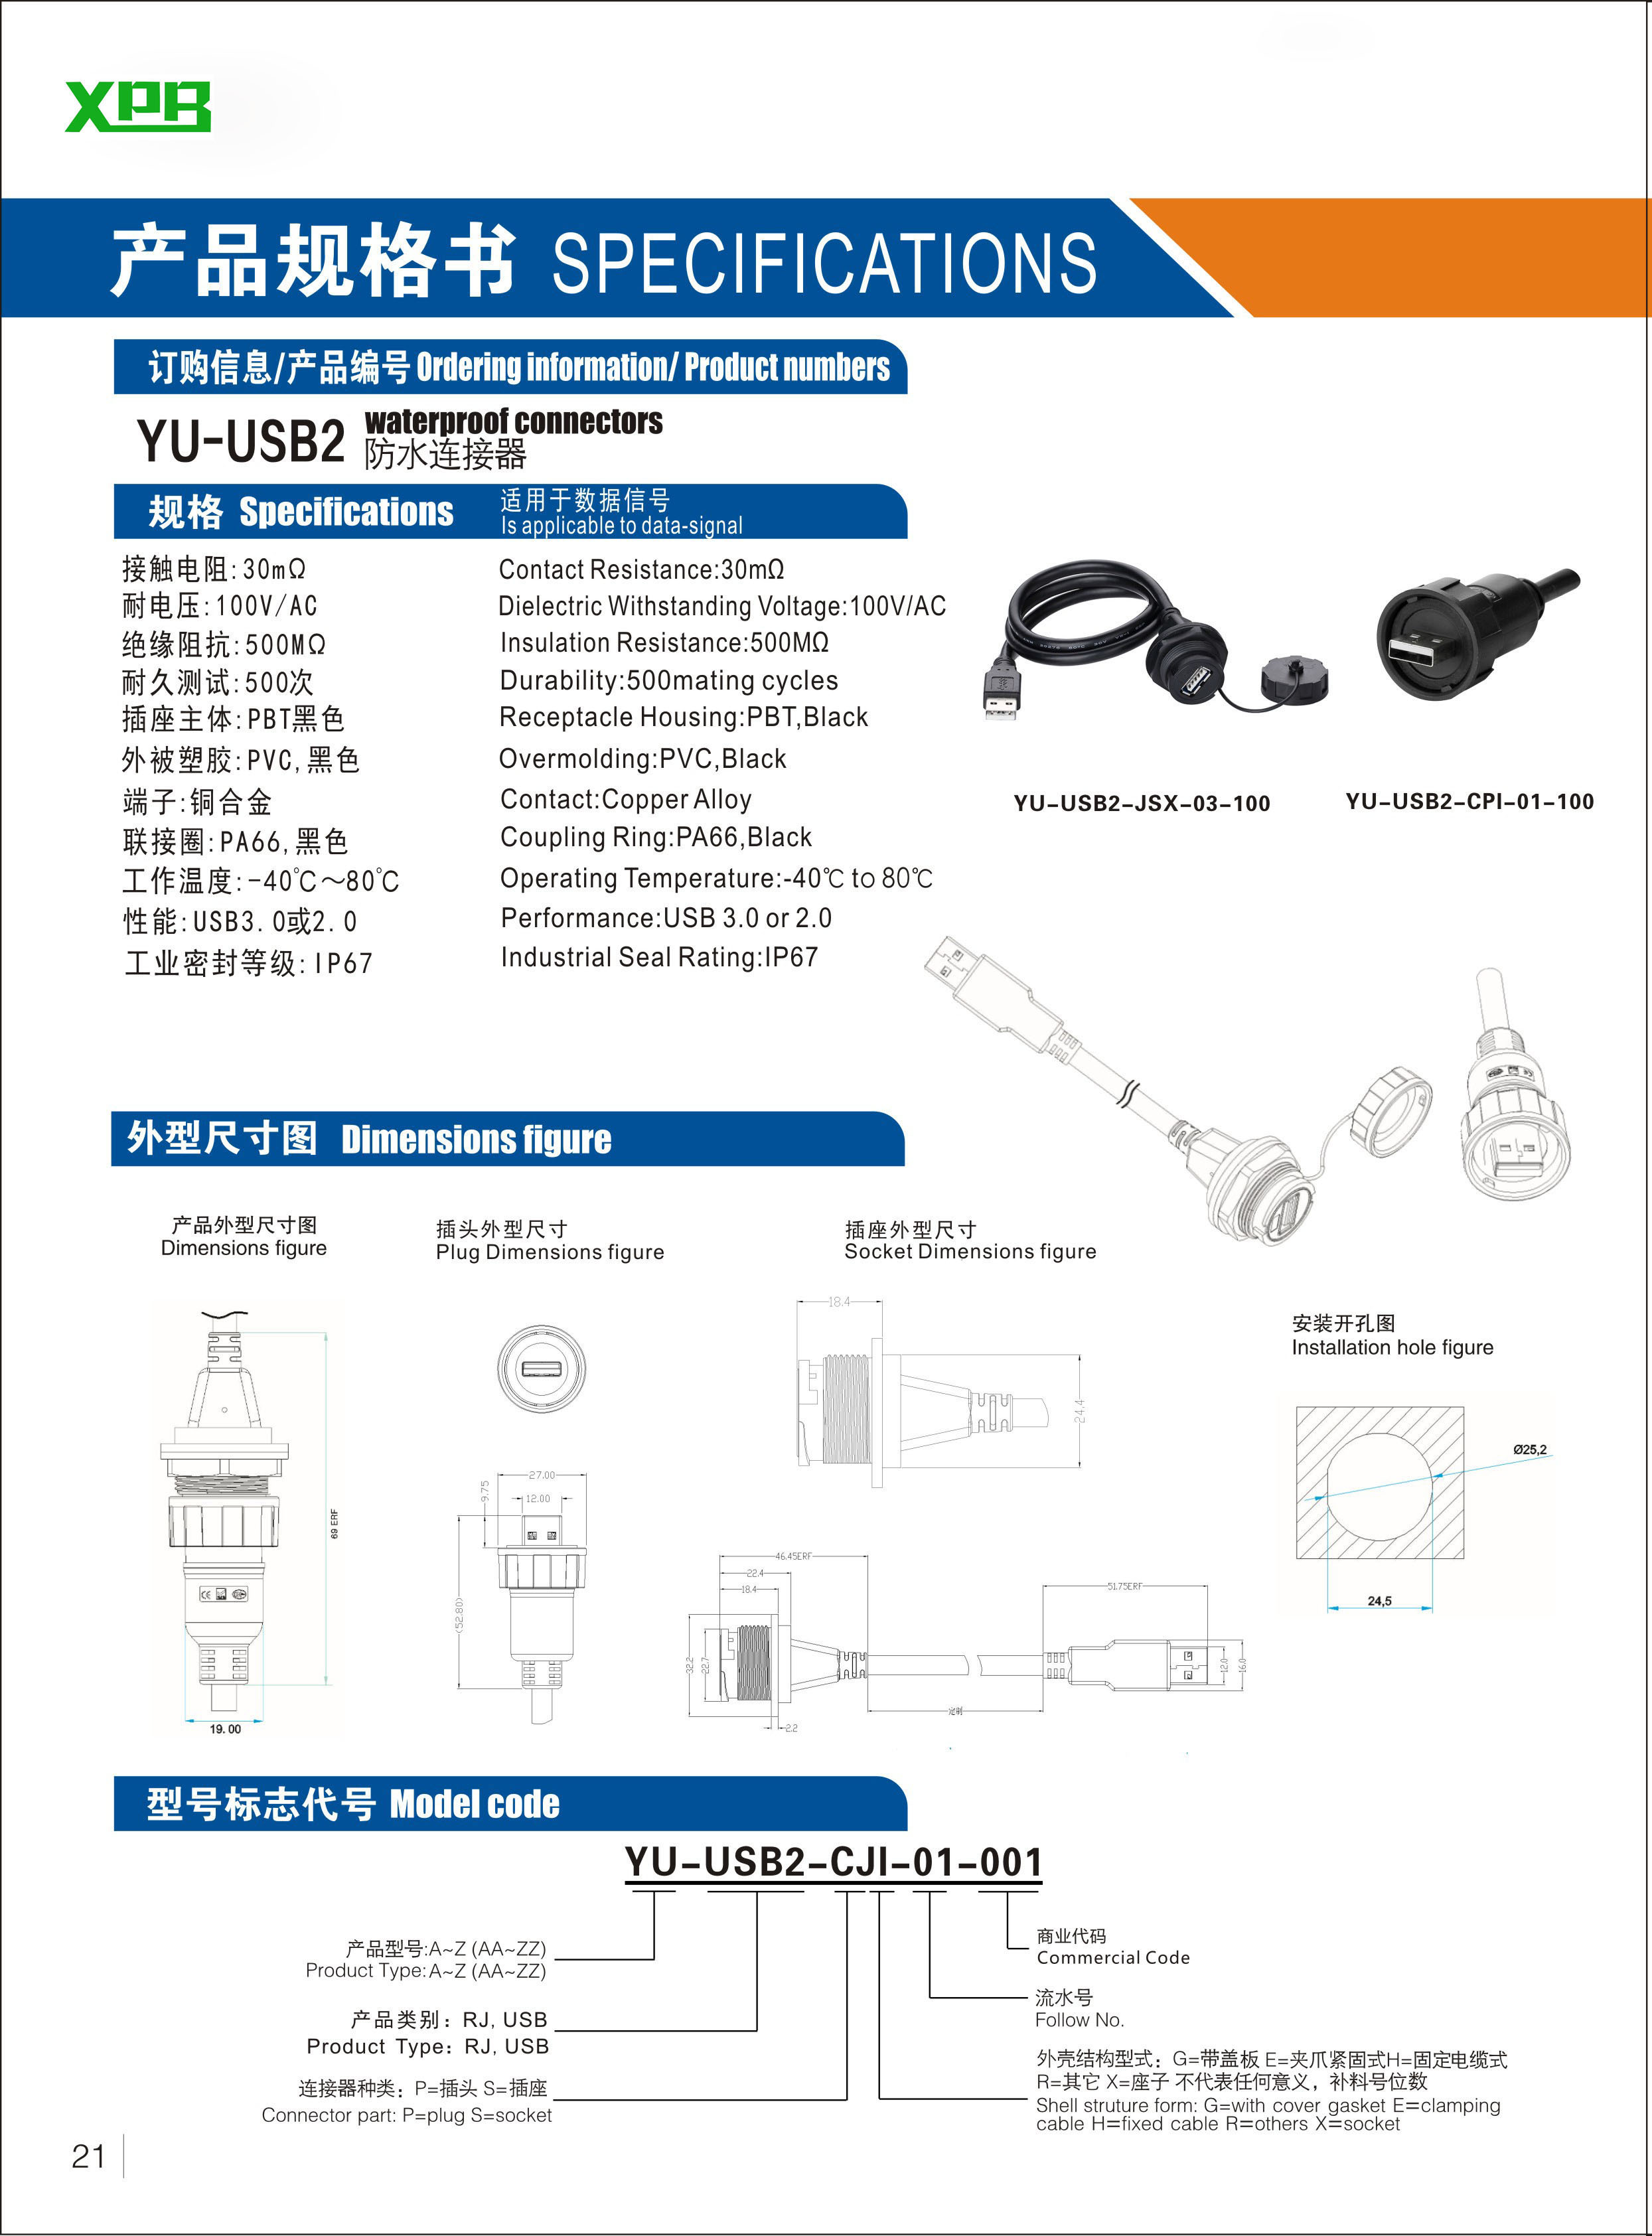 XPB
产品规格书 SPECIFICATIONS
订购信息/产品编号 Ordering information/ Product numbers
YU-USB2 waterproof connectors
防水连接器
规格 Specifications
适用于数据信号
Is applicable to data-signal
接触电阻:30mΩ
Contact Resistance:30mΩ
耐电压:100V/AC
Dielectric Withstanding Voltage:100V/AC
绝缘阻抗:500MΩ
Insulation Resistance:500MΩ
耐久测试:500次
Durability:500mating cycles
插座主体:PBT黑色
Receptacle Housing:PBT,Black
外被塑胶:PVC,黑色
Overmolding:PVC,Black
端子:铜合金
Contact:Copper Alloy
联接圈:PA66,黑色
Coupling Ring:PA66,Black
工作温度:-40℃~80℃
Operating Temperature:-40℃ to 80℃
性能:USB3.0或2.0
Performance:USB 3.0 or 2.0
工业密封等级:IP67
Industrial Seal Rating:IP67
YU-USB2-JSX-03-100
YU-USB2-CPI-01-100
外型尺寸图 Dimensions figure
产品外型尺寸图
Dimensions figure
插头外型尺寸
Plug Dimensions figure
插座外型尺寸
Socket Dimensions figure
安装开孔图
Installation hole figure
69 ERF
CE
19.00
27.00
9.75
12.00
(52.80)
18.4
24.4
46.45ERF
22.4
18.4
32.2
22.7
2.2
51.75ERF
12.0
16.0
Ø25,2
24,5
型号标志代号 Model code
YU-USB2-CJI-01-001
产品型号:A~Z (AA~ZZ)
Product Type:A~Z (AA~ZZ)
产品类别：RJ, USB
Product Type：RJ, USB
连接器种类：P=插头 S=插座
Connector part: P=plug S=socket
商业代码
Commercial Code
流水号
Follow No.
外壳结构型式：G=带盖板 E=夹爪紧固式H=固定电缆式
R=其它 X=座子 不代表任何意义，补料号位数
Shell struture form: G=with cover gasket E=clamping
cable H=fixed cable R=others X=socket
21